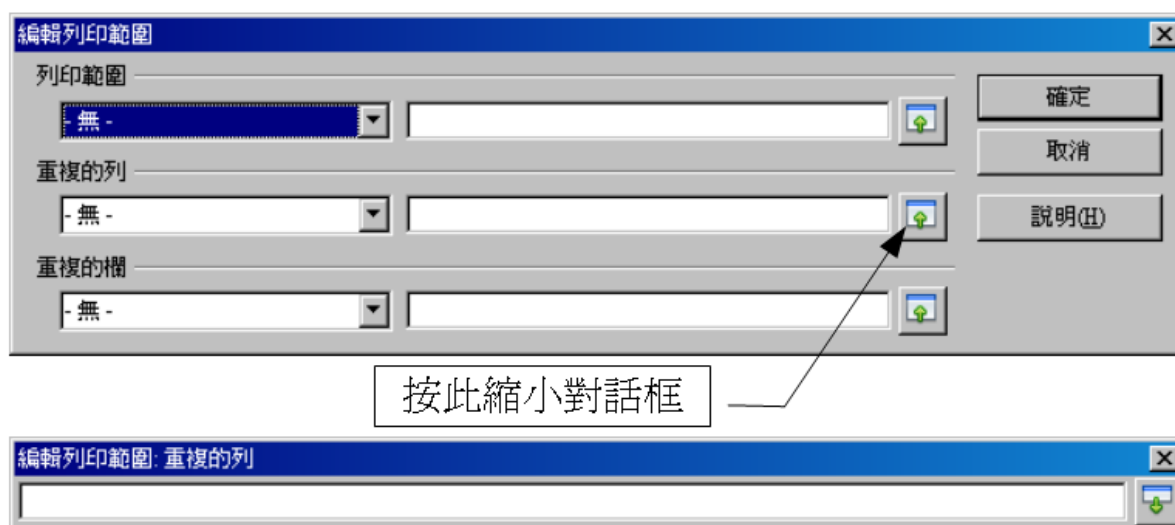 編輯列印範圍
列印範圍
- 無 -
確定
取消
重複的列
- 無 -
說明(H)
重複的欄
- 無 -
按此縮小對話框
編輯列印範圍: 重複的列